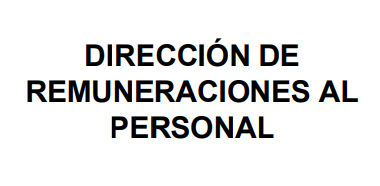 DIRECCIÓN DE
REMUNERACIONES AL
PERSONAL